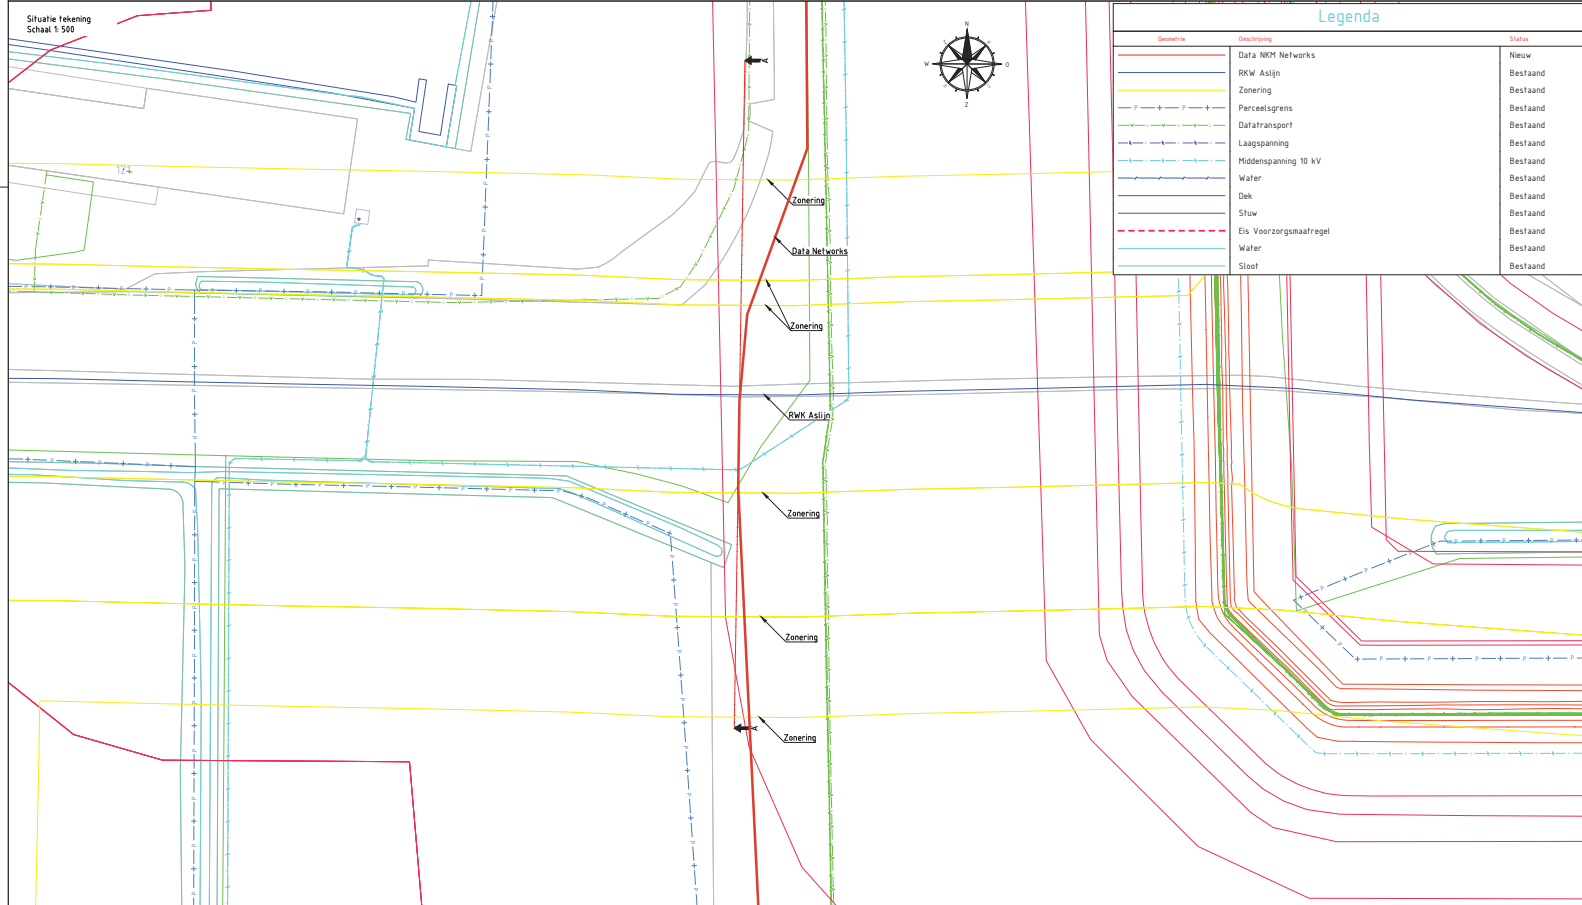 Situatie tekening
Schaal 1: 500
N
W
O
Z
Legenda
Geometrie Omschrijving Status
Data NKM Networks Nieuw
RKW Aslijn Bestaand
Zonering Bestaand
Perceelsgrens Bestaand
Datatransport Bestaand
Laagspanning Bestaand
Middenspanning 10 kV Bestaand
Water Bestaand
Dek Bestaand
Stuw Bestaand
Eis Voorzorgsmaatregel Bestaand
Water Bestaand
Sloot Bestaand
A
Zonering
Data Networks
Zonering
RWK Aslijn
Zonering
Zonering
A
Zonering